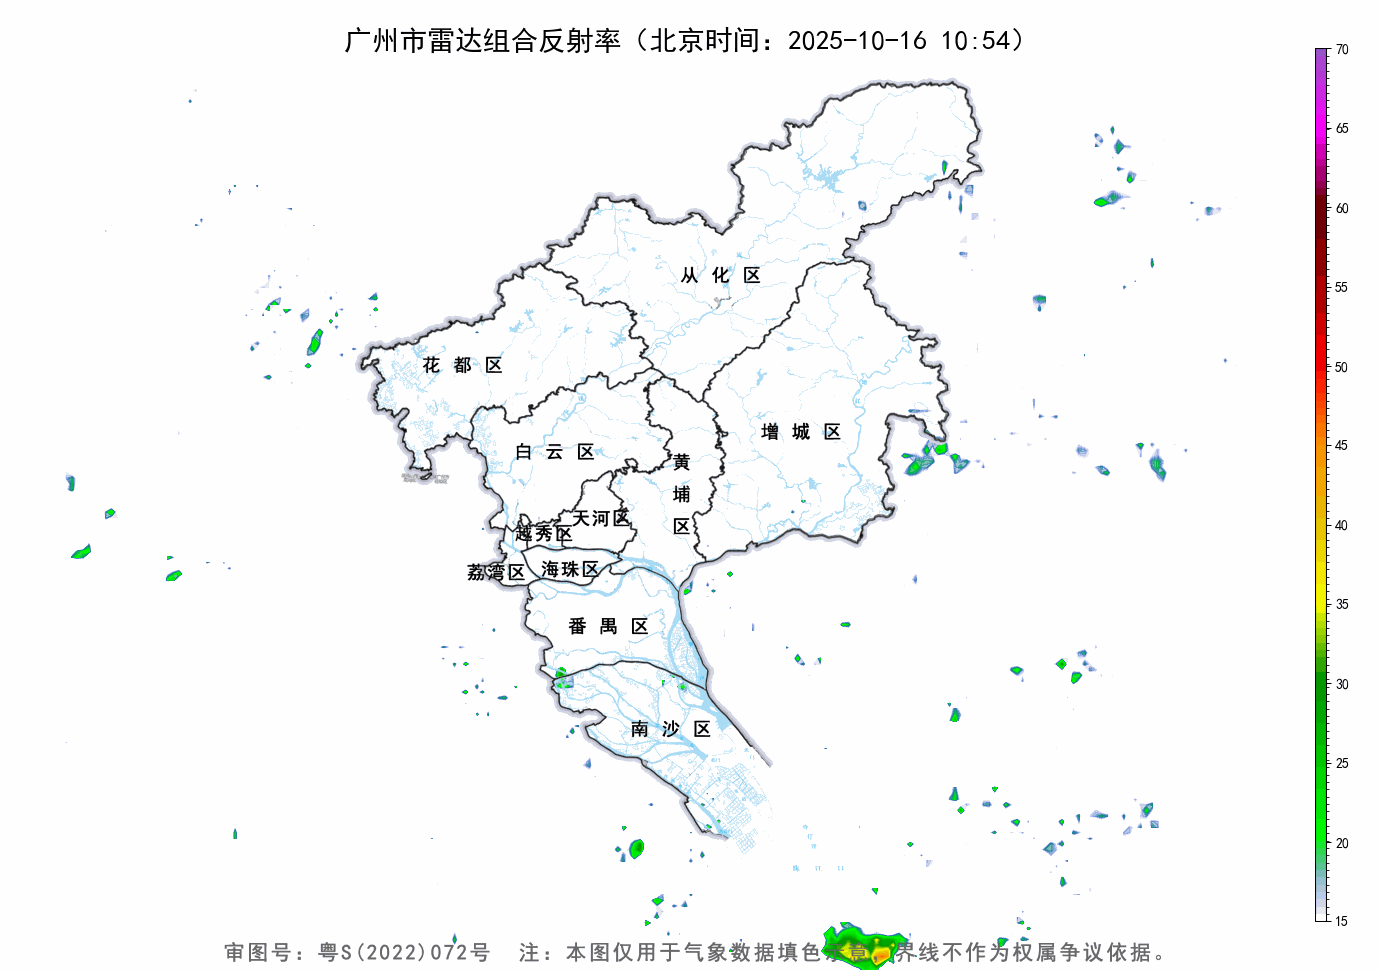 广州市雷达组合反射率（北京时间：2025-10-16 10:54）
70
65
60
55
50
45
40
35
30
25
20
15
从化区
花都区
增城区
白云区
黄埔区
天河区
越秀区
荔湾区
海珠区
番禺区
南沙区
审图号：粤S(2022)072号 注：本图仅用于气象数据填色示意 界线不作为权属争议依据。